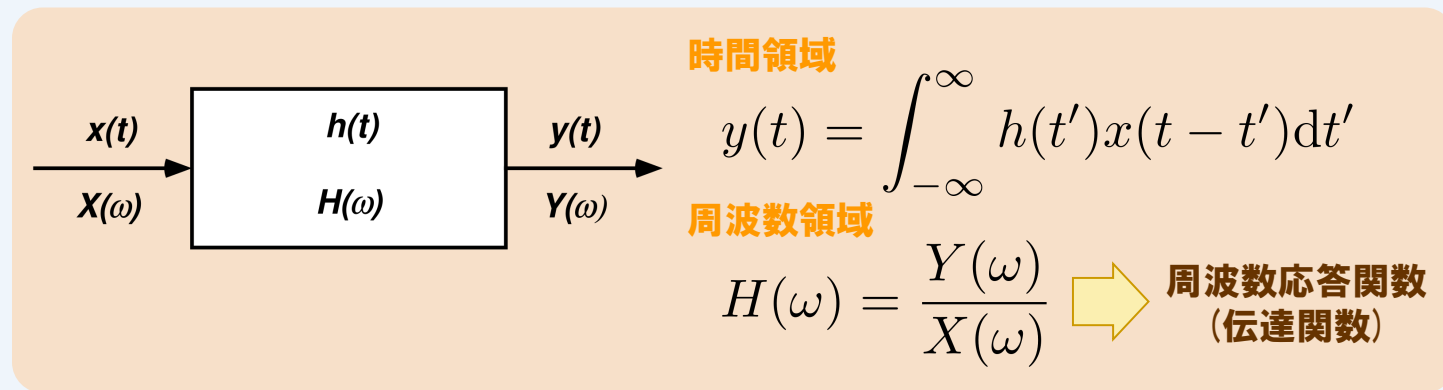 x(t)
X(ω)
h(t)
H(ω)
y(t)
Y(ω)
時間領域
y(t) = ∫_{-∞}^{∞} h(t′)x(t − t′)dt′
周波数領域
H(ω) = Y(ω)/X(ω)
周波数応答関数
(伝達関数)